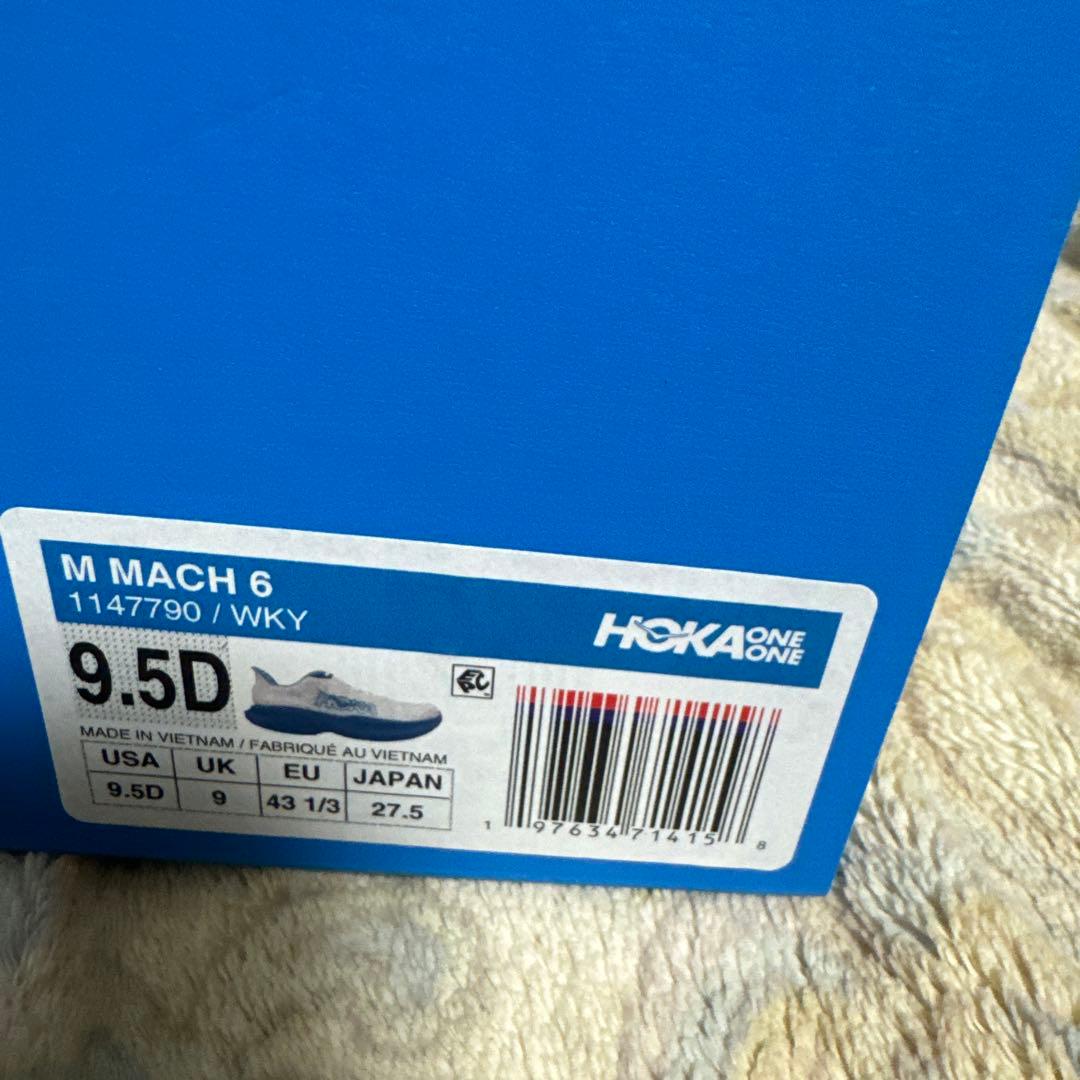 M MACH 6
1147790 / WKY
HOKA ONE ONE
9.5D
MADE IN VIETNAM / FABRIQUÉ AU VIETNAM
USA UK EU JAPAN
9.5D 9 43 1/3 27.5
1 97634 71415 8